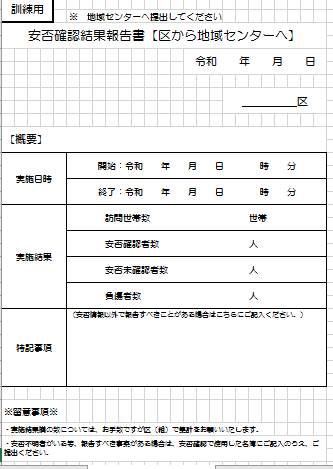 訓練用
※　地域センターへ提出してください
安否確認結果報告書【区から地域センターへ】
令和　　年　　月　　日
＿＿＿＿＿区
【概要】
実施日時
開始：令和　　年　　月　　日　　　　時　　分
終了：令和　　年　　月　　日　　　　時　　分
実施結果
訪問世帯数　　　　世帯
安否確認者数　　　　人
安否未確認者数　　　　人
負傷者数　　　　人
特記事項
（安否情報以外で報告すべきことがある場合はこちらにご記入ください。）
※留意事項※
・実施結果欄の数については、お手数ですが区（組）で集計をお願いいたします。
・安否不明者がいる等、報告すべき事案がある場合は、安否確認で使用した名簿にご記入のうえ、ご
提出ください。